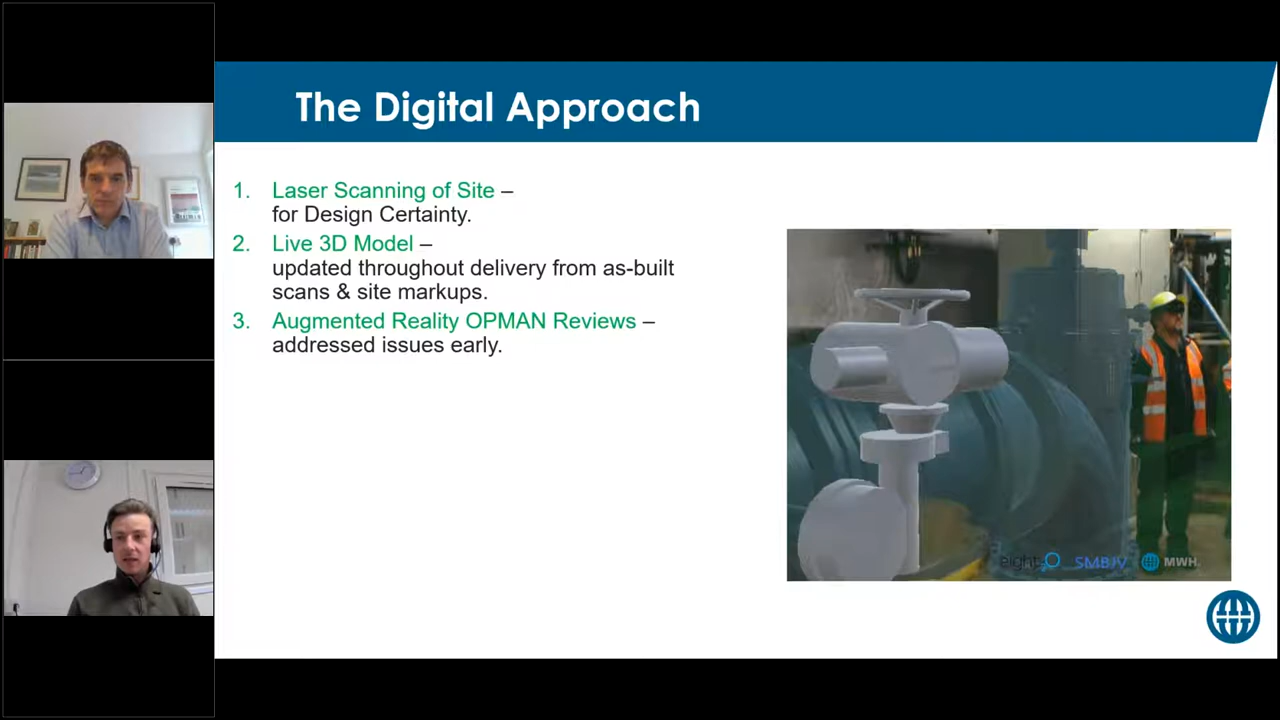 The Digital Approach
1. Laser Scanning of Site –
for Design Certainty.
2. Live 3D Model –
updated throughout delivery from as-built
scans & site markups.
3. Augmented Reality OPMAN Reviews –
addressed issues early.
eight2O SMBJV MWH